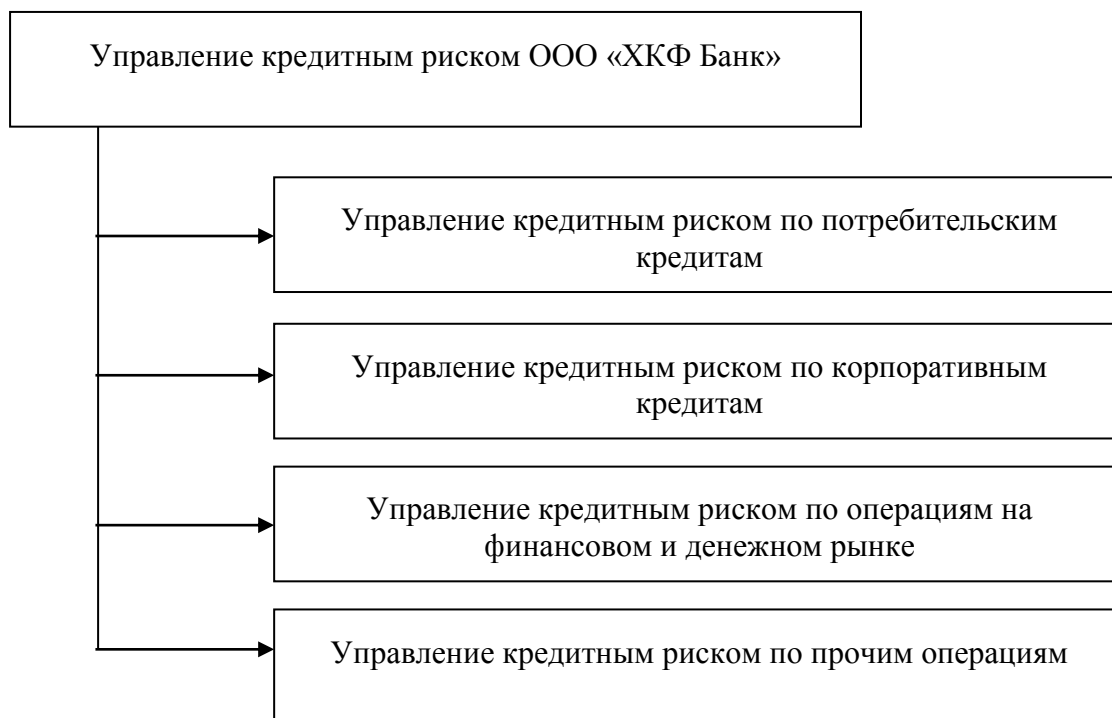 Управление кредитным риском ООО «ХКФ Банк»
Управление кредитным риском по потребительским
кредитам
Управление кредитным риском по корпоративным
кредитам
Управление кредитным риском по операциям на
финансовом и денежном рынке
Управление кредитным риском по прочим операциям